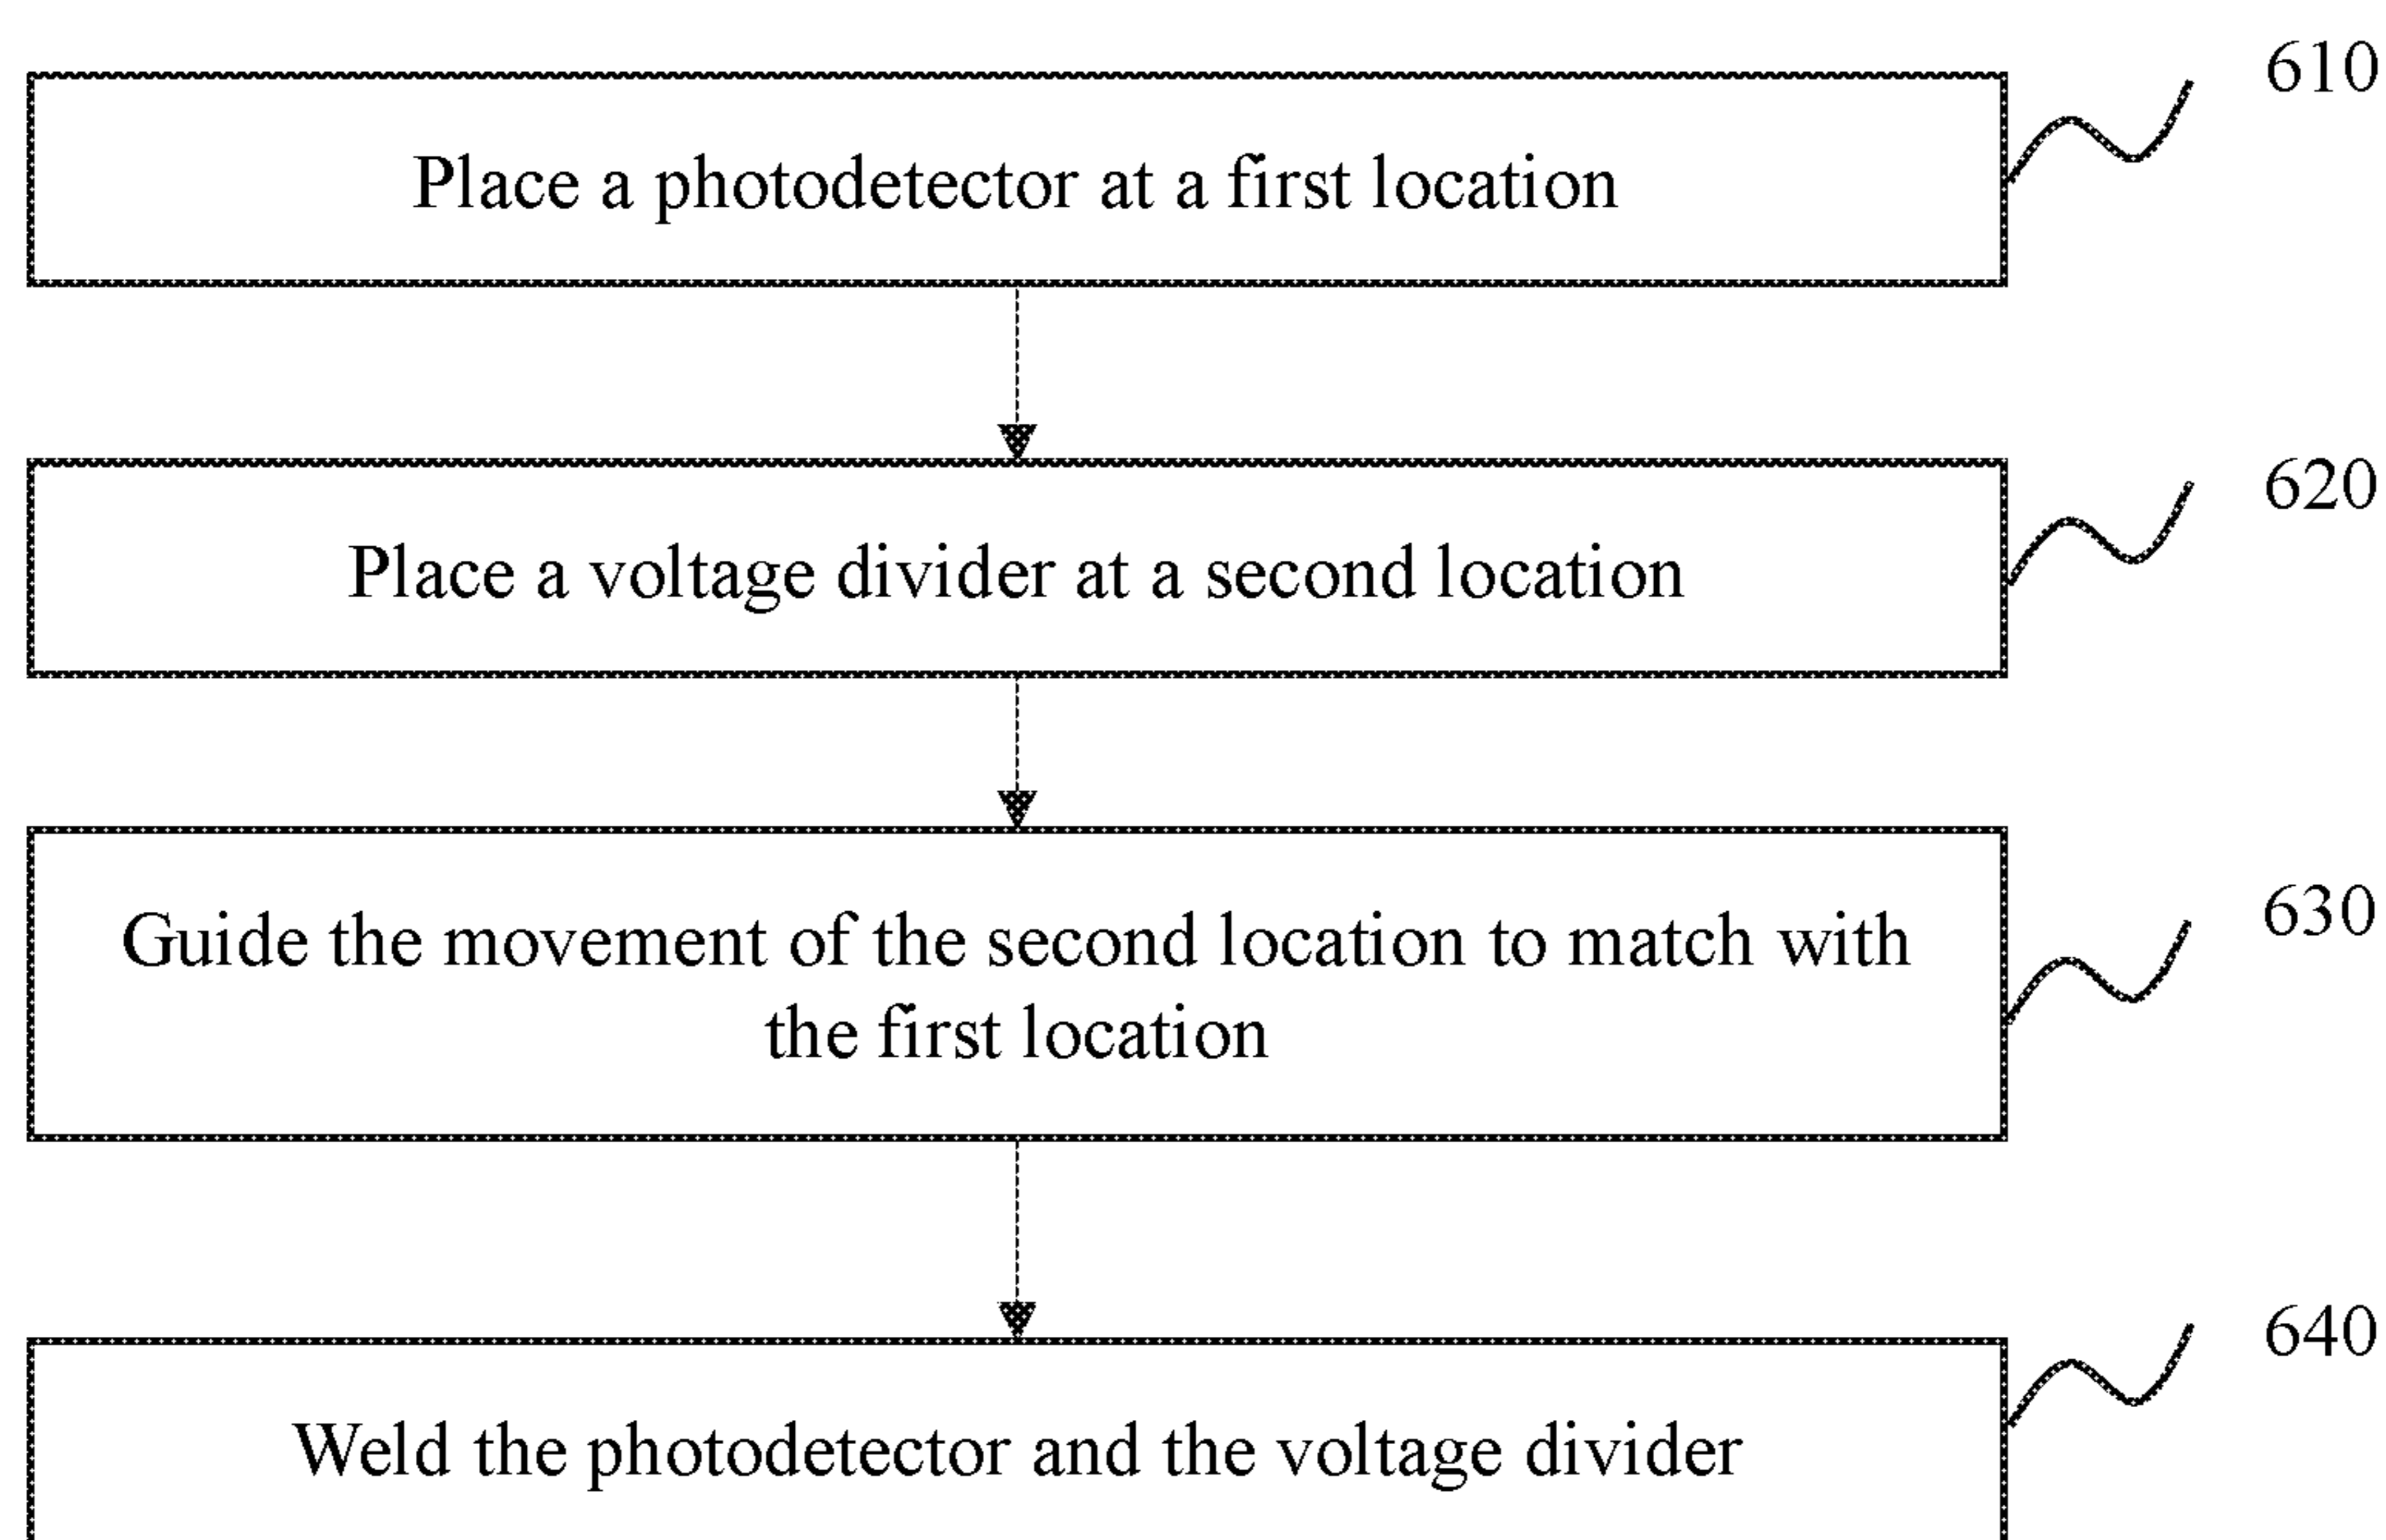 610
Place a photodetector at a first location
620
Place a voltage divider at a second location
630
Guide the movement of the second location to match with
the first location
640
Weld the photodetector and the voltage divider